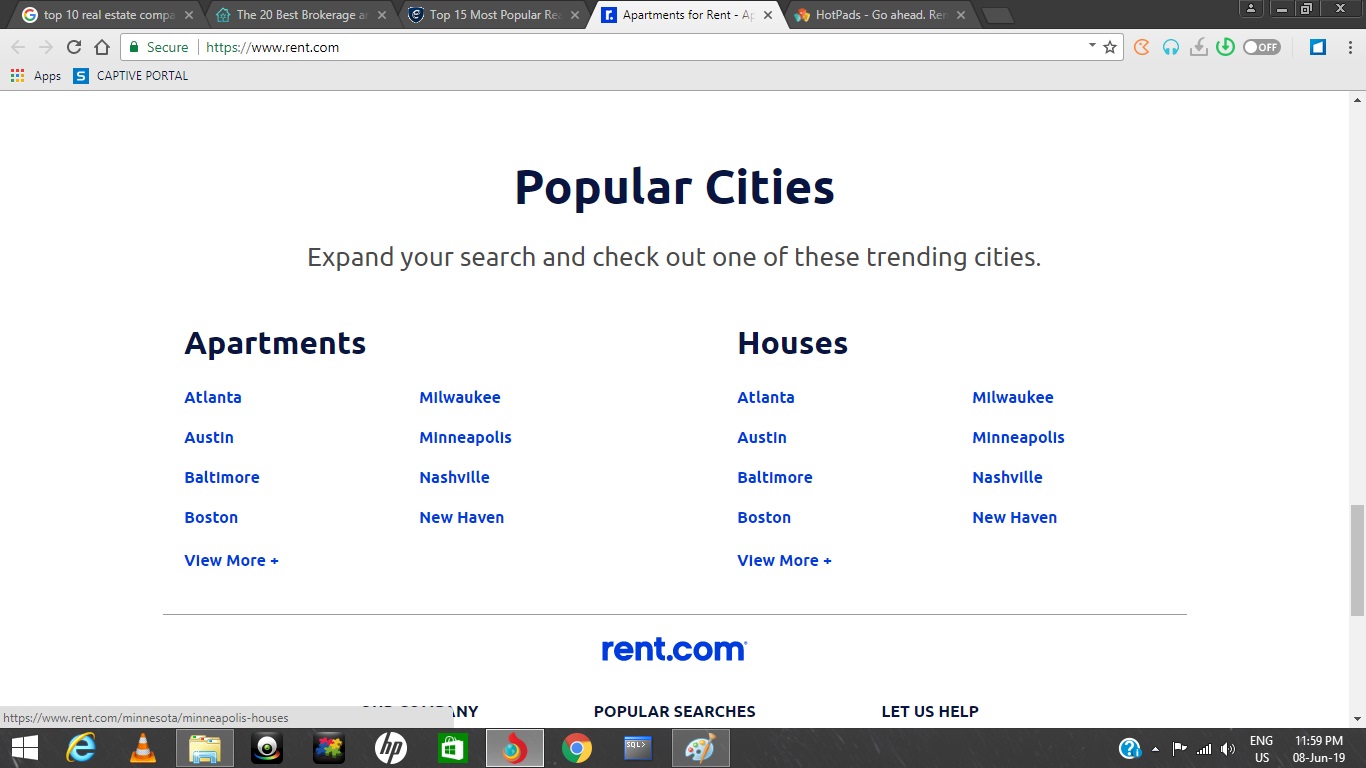 top 10 real estate compa
The 20 Best Brokerage a
Top 15 Most Popular Rea
Apartments for Rent - Ap
HotPads - Go ahead. Ren
Secure https://www.rent.com
OFF
Apps
S CAPTIVE PORTAL
Popular Cities
Expand your search and check out one of these trending cities.
Apartments
Houses
Atlanta Milwaukee Atlanta Milwaukee
Austin Minneapolis Austin Minneapolis
Baltimore Nashville Baltimore Nashville
Boston New Haven Boston New Haven
View More + View More +
rent.com
POPULAR SEARCHES LET US HELP
https://www.rent.com/minnesota/minneapolis-houses
hp
SQL>
ENG 11:59 PM
US 08-Jun-19